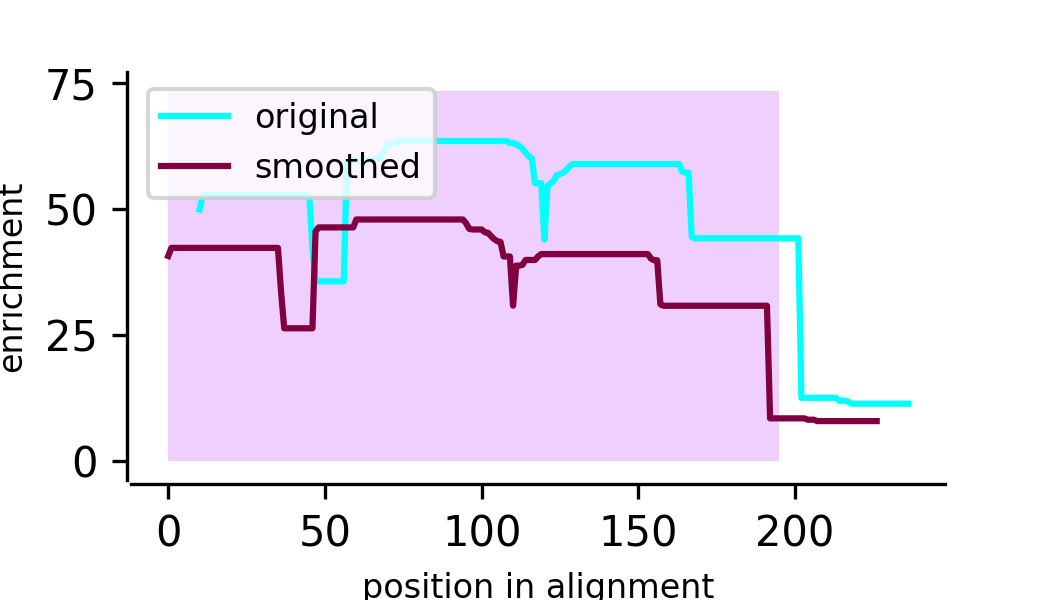 75
50
25
0
enrichment
original
smoothed
0 50 100 150 200
position in alignment